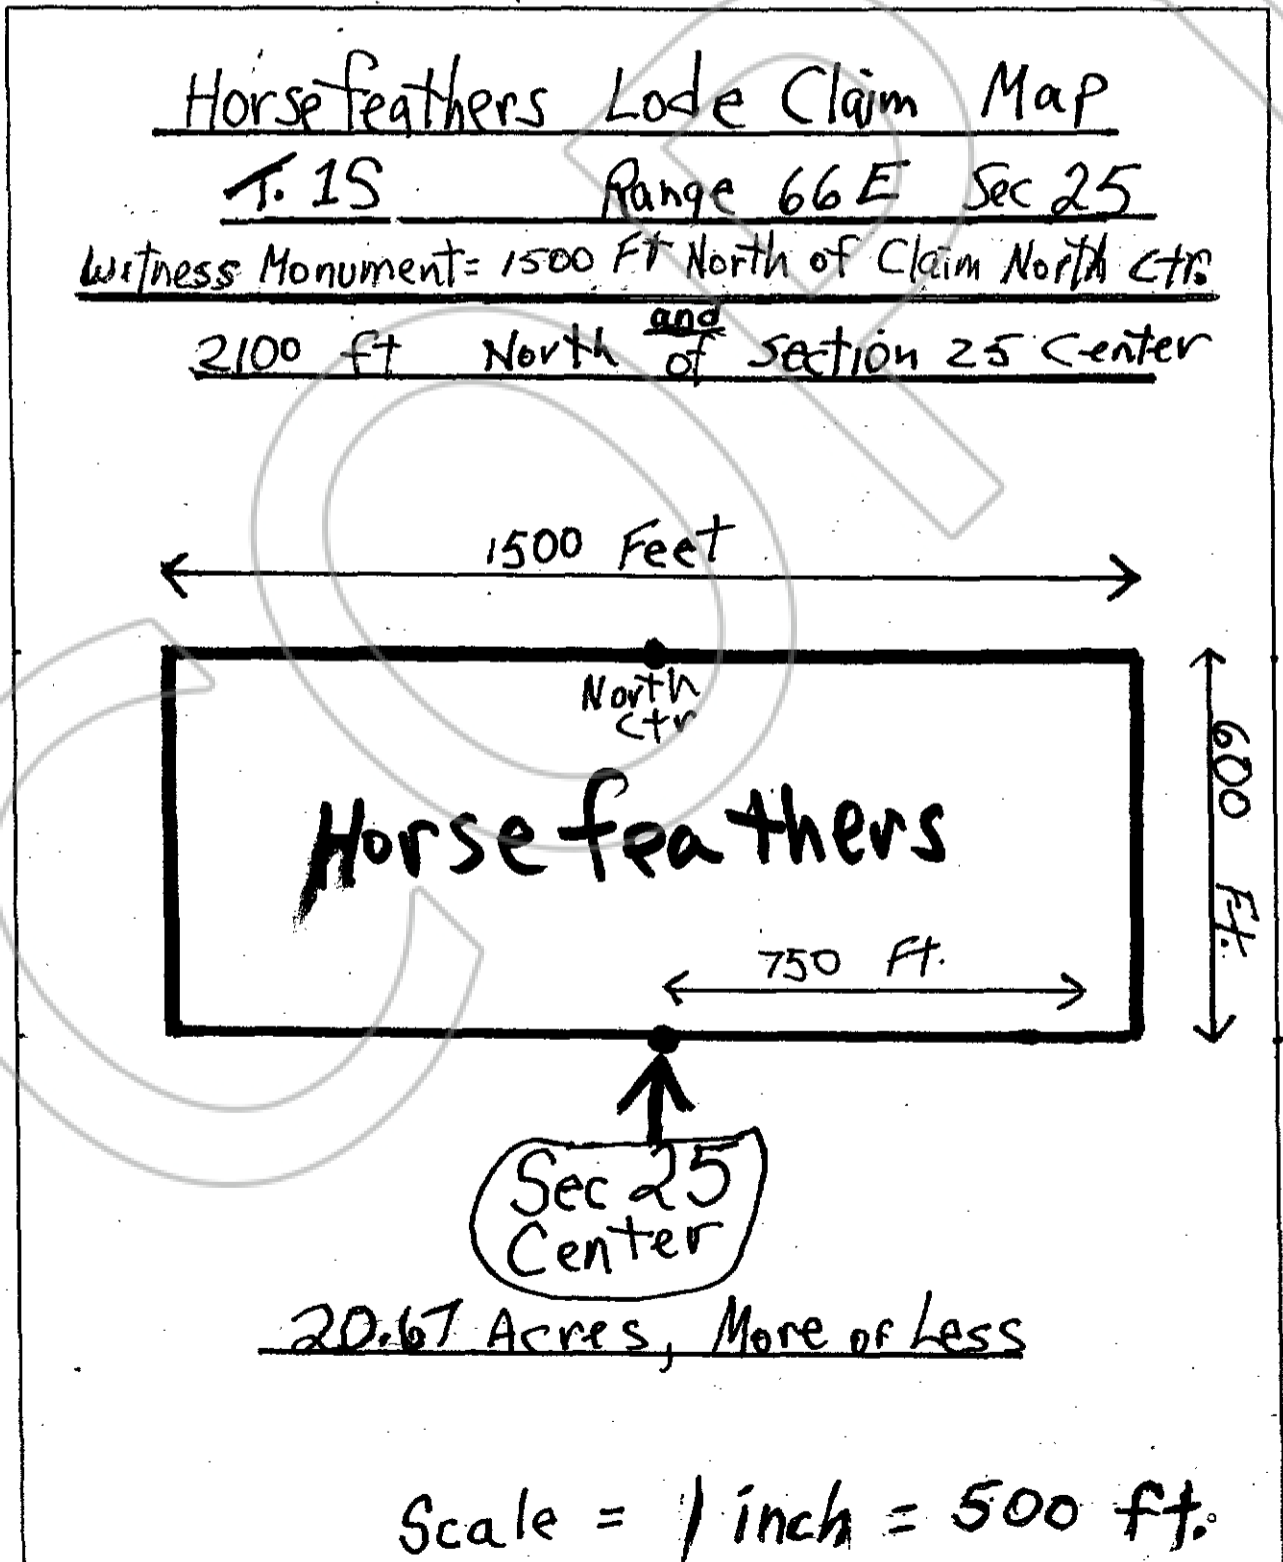 Horsefeathers Lode Claim Map
T. 1S Range 66E Sec 25
Witness Monument= 1500 Ft North of Claim North Ctr.
and
2100 ft North of Section 25 Center
1500 Feet
North
Ctr
600 Ft.
Horsefeathers
750 Ft.
Sec 25
Center
20.67 Acres, More of Less
Scale = 1 inch = 500 ft.
COP